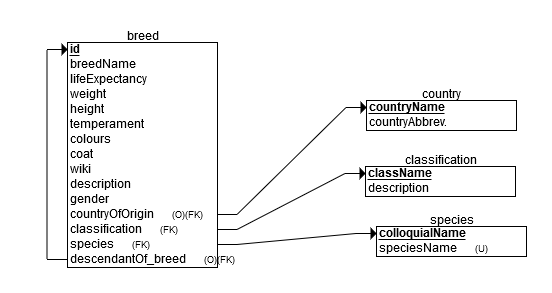 breed
id
breedName
lifeExpectancy
weight
height
temperament
colours
coat
wiki
description
gender
countryOfOrigin (O)(FK)
classification (FK)
species (FK)
descendantOf_breed (O)(FK)
country
countryName
countryAbbrev.
classification
className
description
species
colloquialName
speciesName (U)